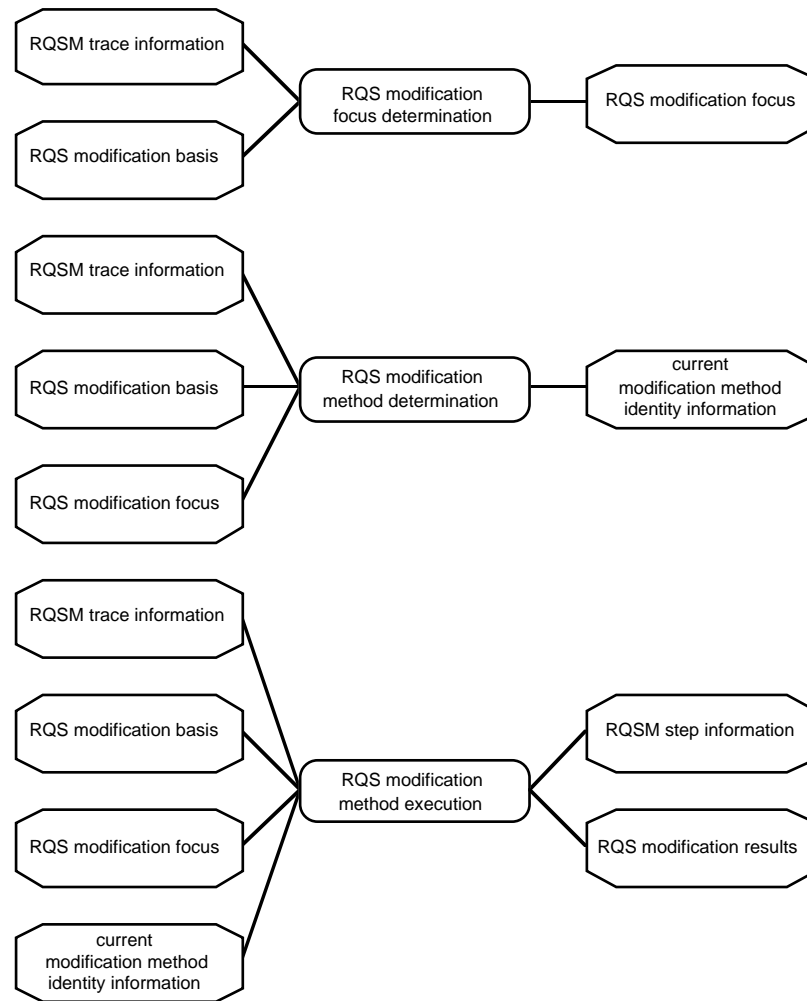 RQSM trace information
RQS modification
focus determination
RQS modification focus
RQS modification basis
RQSM trace information
RQS modification basis
RQS modification
method determination
current
modification method
identity information
RQS modification focus
RQSM trace information
RQS modification basis
RQSM step information
RQS modification
method execution
RQS modification focus
RQS modification results
current
modification method
identity information